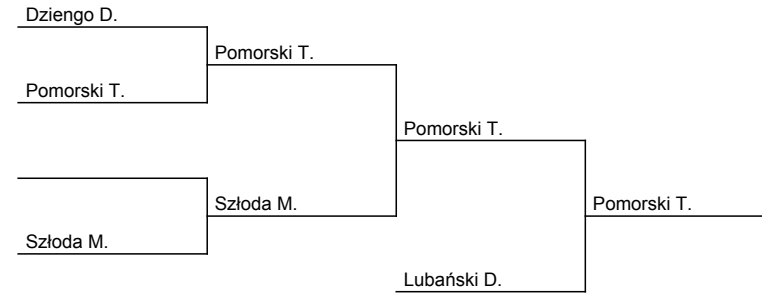 Dziengo D.
Pomorski T.
Pomorski T.
Pomorski T.
Szłoda M.
Pomorski T.
Szłoda M.
Lubański D.